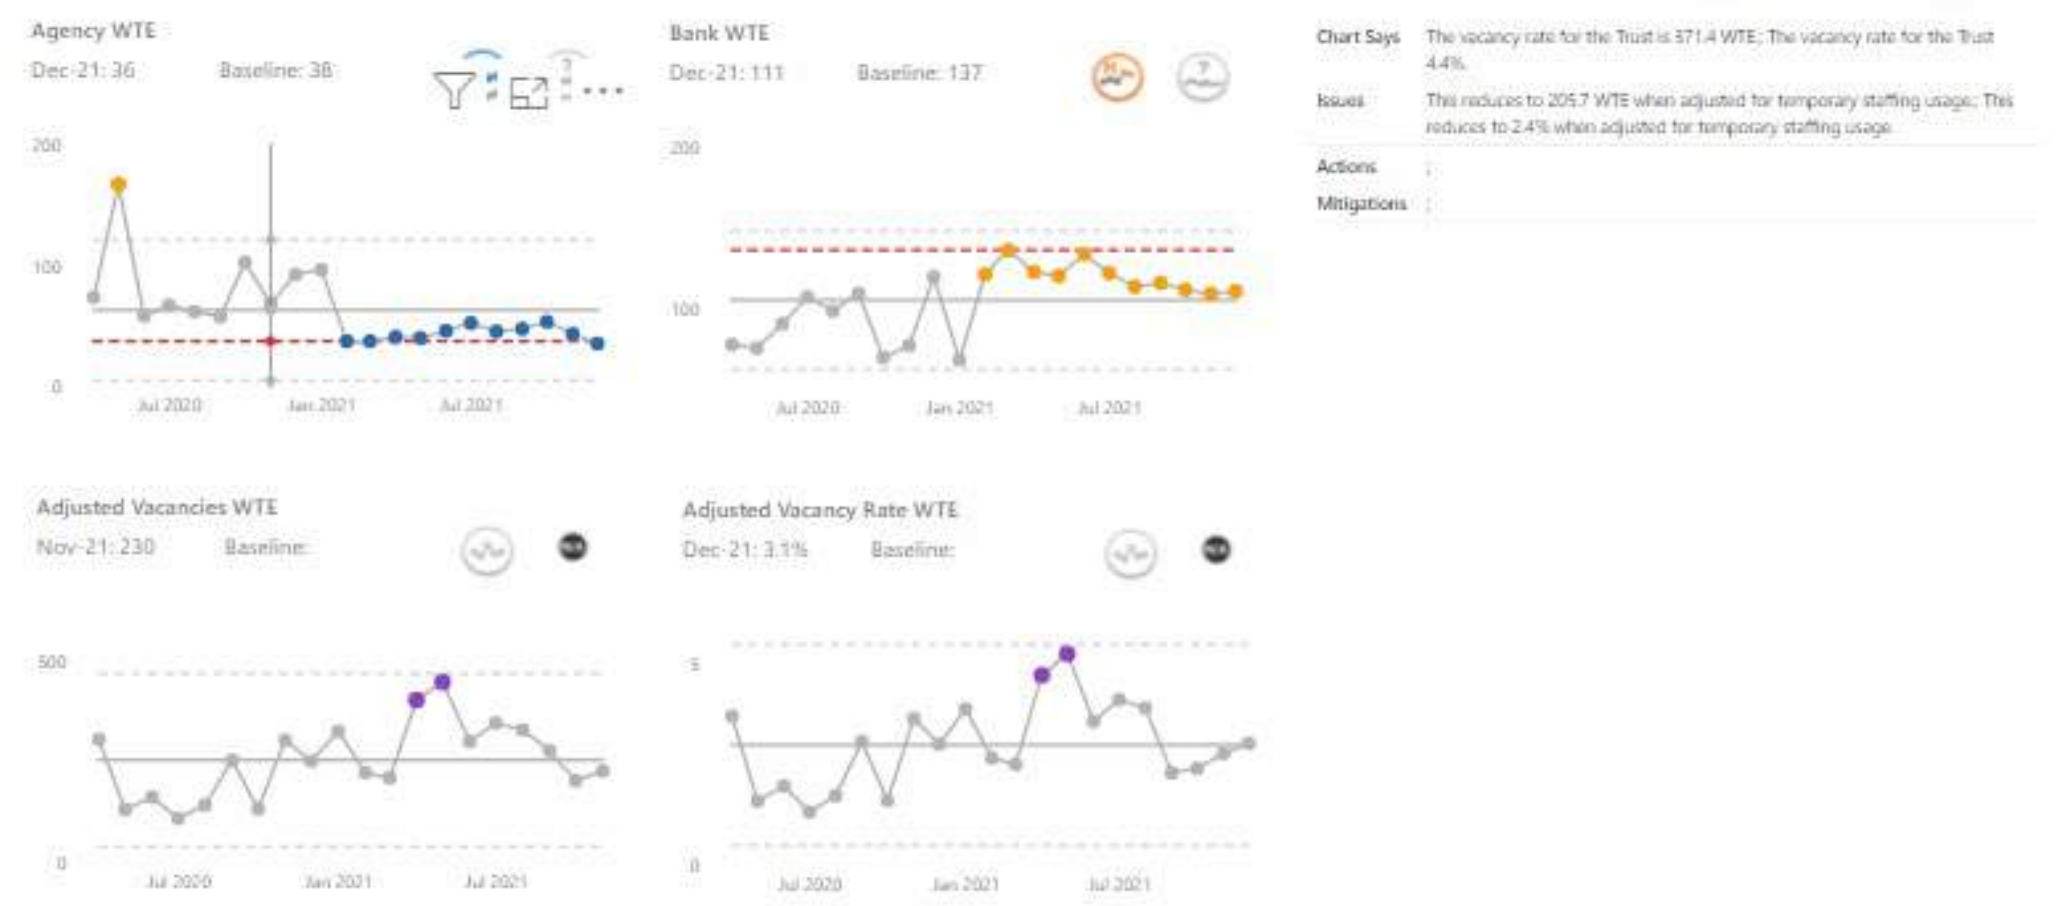 Agency WTE
Dec-21: 36 Baseline: 38
200
100
0
Jul 2020 Jan 2021 Jul 2021
Bank WTE
Dec-21: 111 Baseline: 137
H
?
200
100
Jul 2020 Jan 2021 Jul 2021
Chart Says The vacancy rate for the Trust is 371.4 WTE; The vacancy rate for the Trust
4.4%.
Issues This reduces to 205.7 WTE when adjusted for temporary staffing usage.; This
reduces to 2.4% when adjusted for temporary staffing usage.
Actions ;
Mitigations ;
Adjusted Vacancies WTE
Nov-21: 230 Baseline:
500
0
Jul 2020 Jan 2021 Jul 2021
Adjusted Vacancy Rate WTE
Dec-21: 3.1% Baseline:
5
0
Jul 2020 Jan 2021 Jul 2021